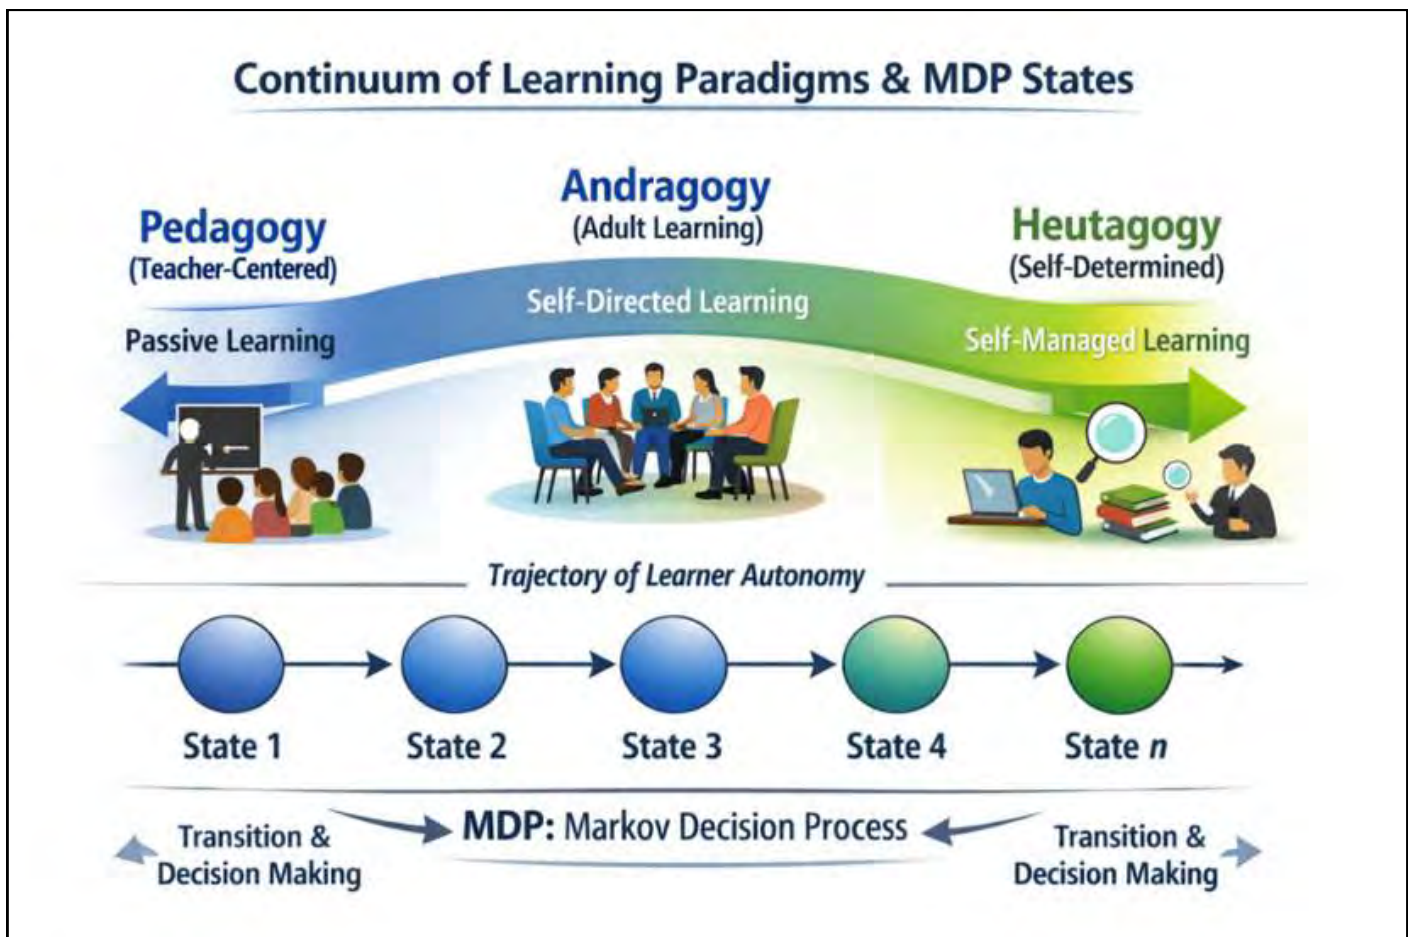 Continuum of Learning Paradigms & MDP States
Andragogy
(Adult Learning)
Pedagogy
(Teacher-Centered)
Heutagogy
(Self-Determined)
Self-Directed Learning
Passive Learning
Self-Managed Learning
Trajectory of Learner Autonomy
State 1
State 2
State 3
State 4
State n
MDP: Markov Decision Process
Transition &
Decision Making
Transition &
Decision Making